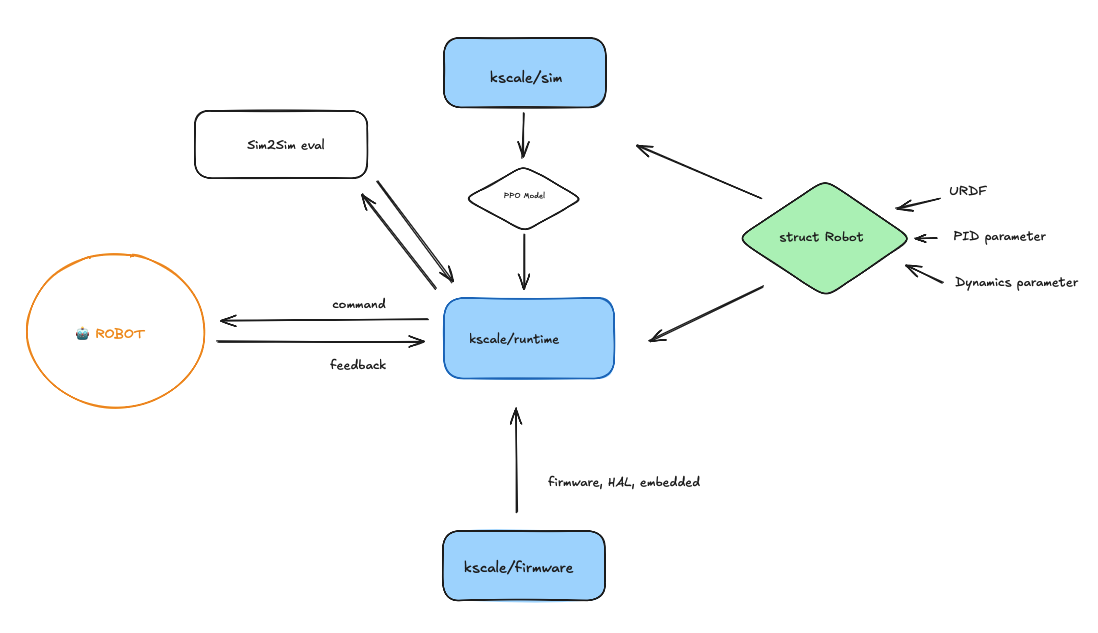 kscale/sim
Sim2Sim eval
PPO Model
URDF
struct Robot
PID parameter
Dynamics parameter
command
🤖 ROBOT
kscale/runtime
feedback
firmware, HAL, embedded
kscale/firmware